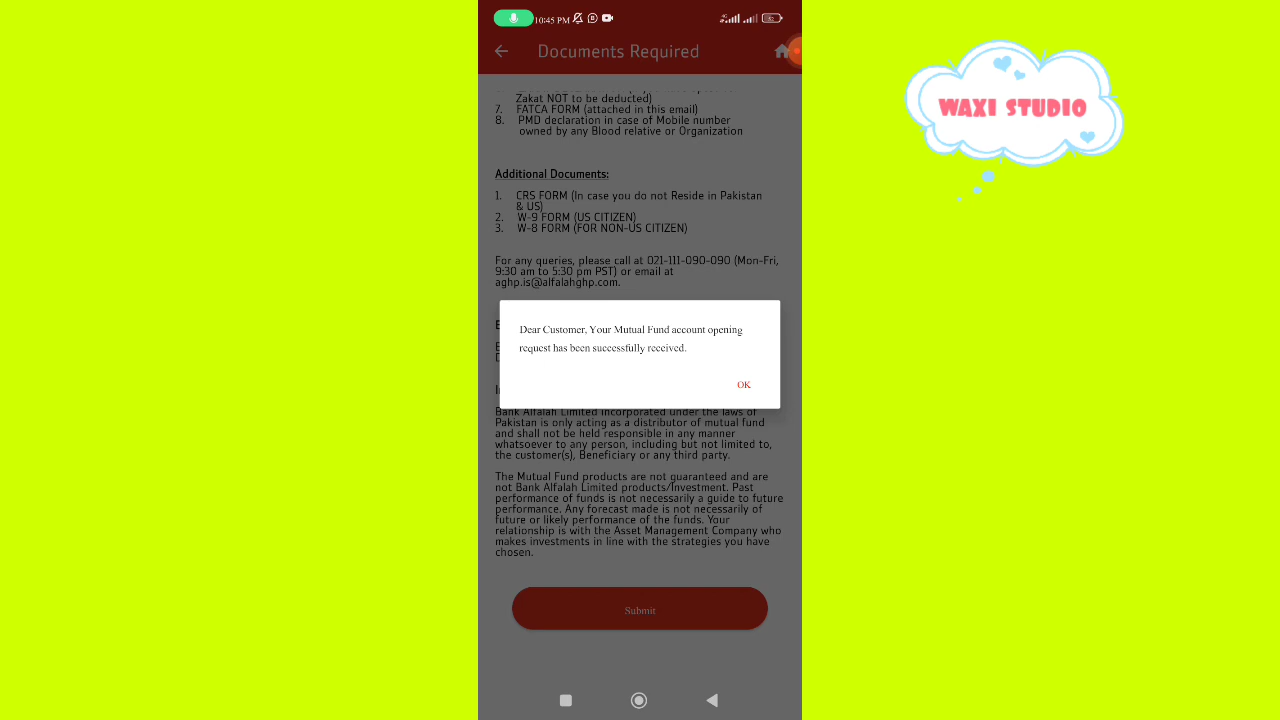 10:45 PM
Documents Required
WAXI STUDIO
Zakat NOT to be deducted)
7. FATCA FORM (attached in this email)
8. PMD declaration in case of Mobile number
owned by any Blood relative or Organization
Additional Documents:
1. CRS FORM (In case you do not Reside in Pakistan
& US)
2. W-9 FORM (US CITIZEN)
3. W-8 FORM (FOR NON-US CITIZEN)
For any queries, please call at 021-111-090-090 (Mon-Fri,
9:30 am to 5:30 pm PST) or email at
aghp.is@alfalahghp.com.
Dear Customer, Your Mutual Fund account opening
request has been successfully received.
OK
Bank Alfalah Limited incorporated under the laws of
Pakistan is only acting as a distributor of mutual fund
and shall not be held responsible in any manner
whatsoever to any person, including but not limited to,
the customer(s), Beneficiary or any third party.
The Mutual Fund products are not guaranteed and are
not Bank Alfalah Limited products/investment. Past
performance of funds is not necessarily a guide to future
performance. Any forecast made is not necessarily of
future or likely performance of the funds. Your
relationship is with the Asset Management Company who
makes investments in line with the strategies you have
chosen.
Submit